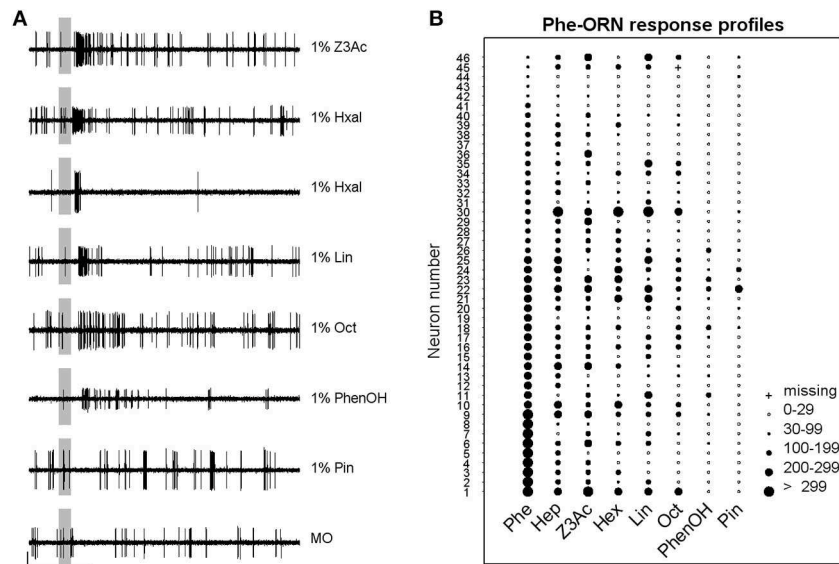 A
1% Z3Ac
1% Hxal
1% Hxal
1% Lin
1% Oct
1% PhenOH
1% Pin
MO
B
Phe-ORN response profiles
Neuron number
46
45
44
43
42
41
40
39
38
37
36
35
34
33
32
31
30
29
28
27
26
25
24
23
22
21
20
19
18
17
16
15
14
13
12
11
10
9
8
7
6
5
4
3
2
1
Phe
Hep
Z3Ac
Hex
Lin
Oct
PhenOH
Pin
+ missing
0-29
30-99
100-199
200-299
> 299